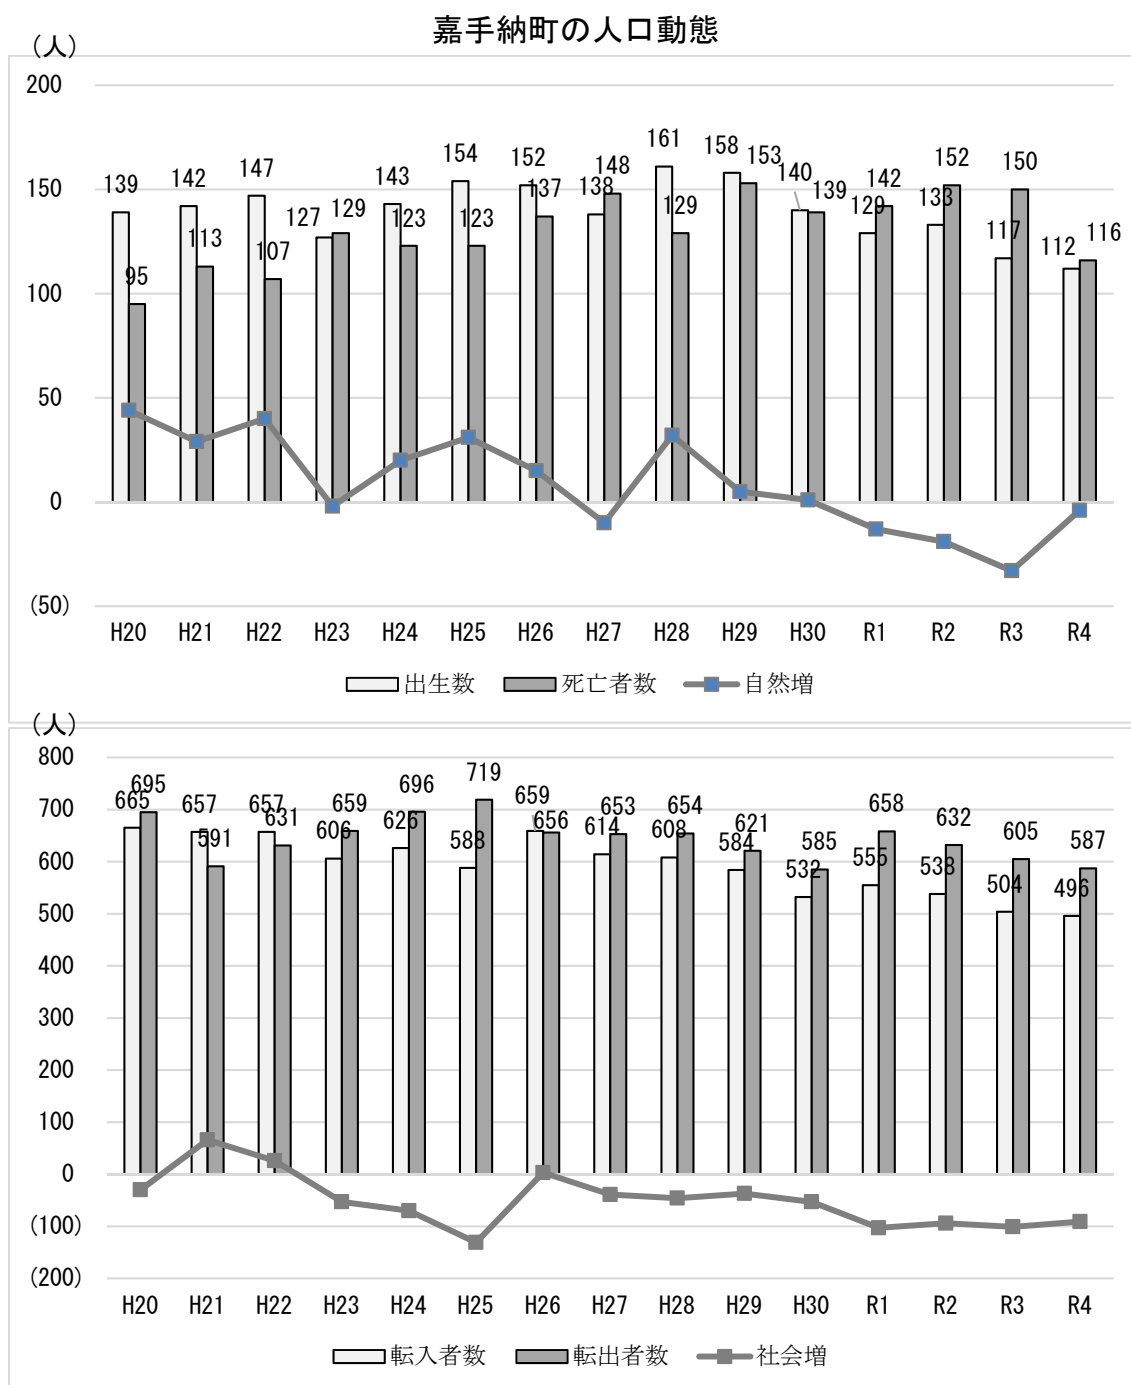 嘉手納町の人口動態
(人)
200
150
100
50
0
(50)
139 142 147 127 143 154 152 138 161 158 140 129 133 117 112
95 113 107 129 123 123 137 148 129 153 139 142 152 150 116
H20 H21 H22 H23 H24 H25 H26 H27 H28 H29 H30 R1 R2 R3 R4
出生数 死亡者数 自然増
(人)
800
700
600
500
400
300
200
100
0
(100)
(200)
665 657 657 606 626 588 659 614 608 584 532 555 538 504 496
695 591 631 659 696 719 656 653 654 621 585 658 632 605 587
H20 H21 H22 H23 H24 H25 H26 H27 H28 H29 H30 R1 R2 R3 R4
転入者数 転出者数 社会増